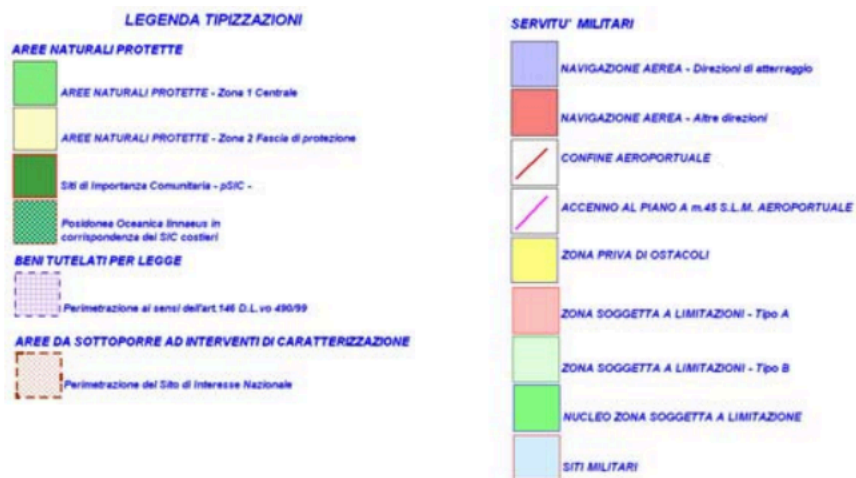 LEGENDA TIPIZZAZIONI
AREE NATURALI PROTETTE
AREE NATURALI PROTETTE - Zona 1 Centrale
AREE NATURALI PROTETTE - Zona 2 Fascia di protezione
Siti di Importanza Comunitaria - pSIC -
Posidonea Oceanica linnaeus in
corrispondenza dei SIC costieri
BENI TUTELATI PER LEGGE
Perimetrazione ai sensi dell'art.146 D.L.vo 490/99
AREE DA SOTTOPORRE AD INTERVENTI DI CARATTERIZZAZIONE
Perimetrazione del Sito di Interesse Nazionale
SERVITU' MILITARI
NAVIGAZIONE AEREA - Direzioni di atterraggio
NAVIGAZIONE AEREA - Altre direzioni
CONFINE AEROPORTUALE
ACCENNO AL PIANO A m.45 S.L.M. AEROPORTUALE
ZONA PRIVA DI OSTACOLI
ZONA SOGGETTA A LIMITAZIONI - Tipo A
ZONA SOGGETTA A LIMITAZIONI - Tipo B
NUCLEO ZONA SOGGETTA A LIMITAZIONE
SITI MILITARI